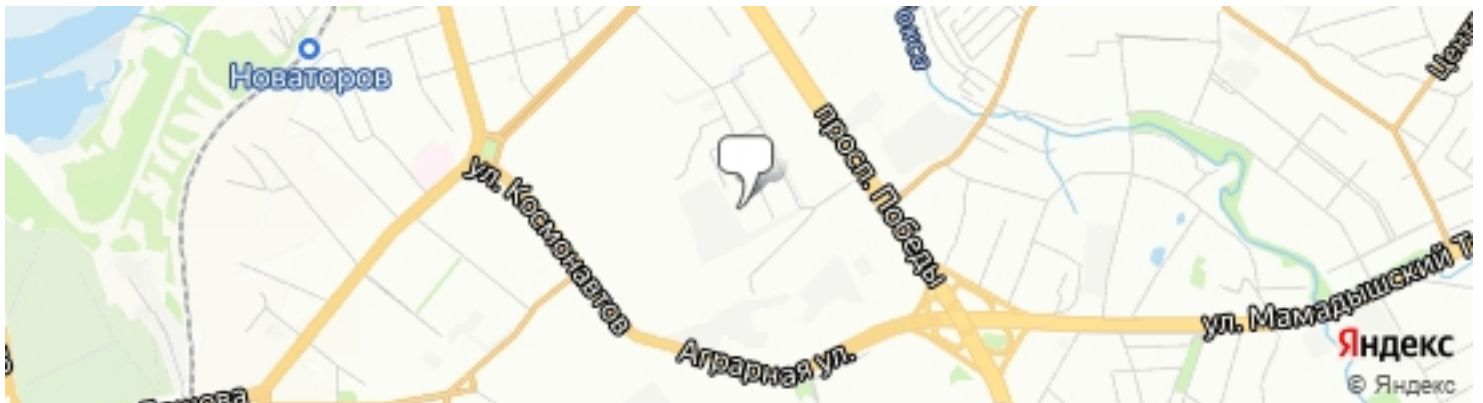 Новаторов
просп. Победы
ул. Космонавтов
Аграрная ул.
ул. Мамадышский
Яндекс
© Яндекс